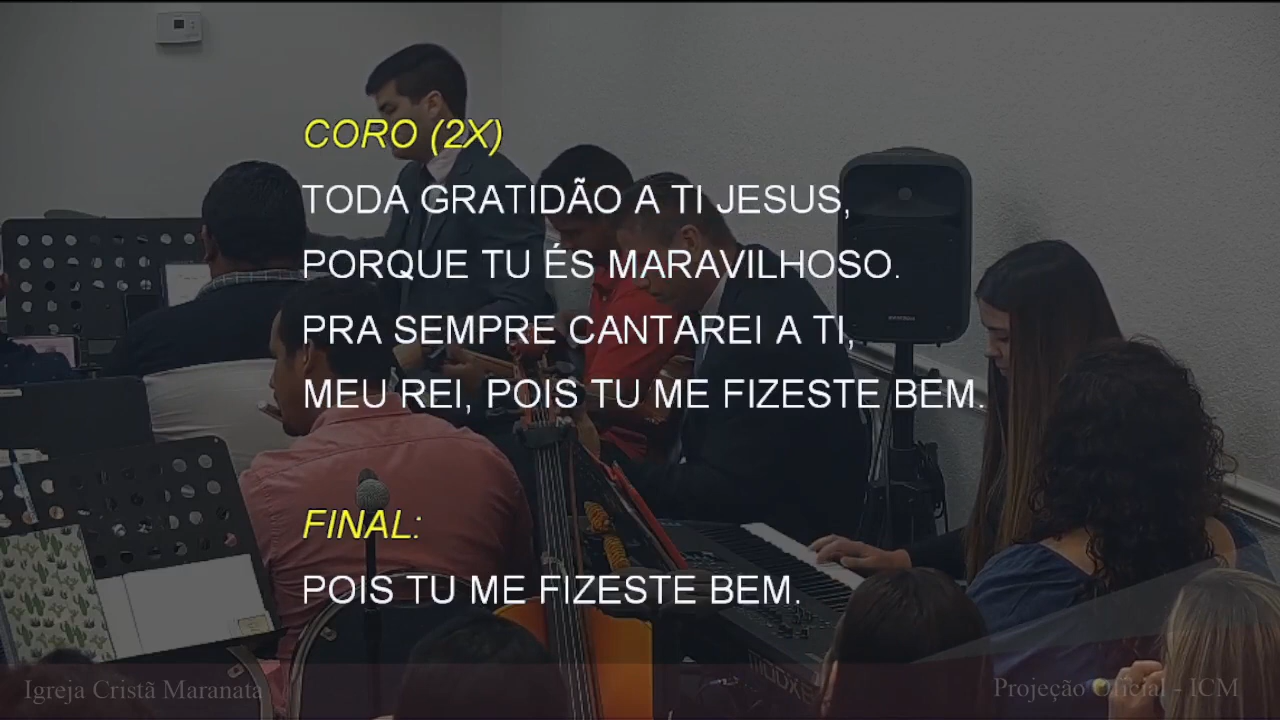 CORO (2X)
TODA GRATIDÃO A TI JESUS,
PORQUE TU ÉS MARAVILHOSO.
PRA SEMPRE CANTAREI A TI,
MEU REI, POIS TU ME FIZESTE BEM.
FINAL:
POIS TU ME FIZESTE BEM.
Igreja Cristã Maranata
Projeção Oficial - ICM